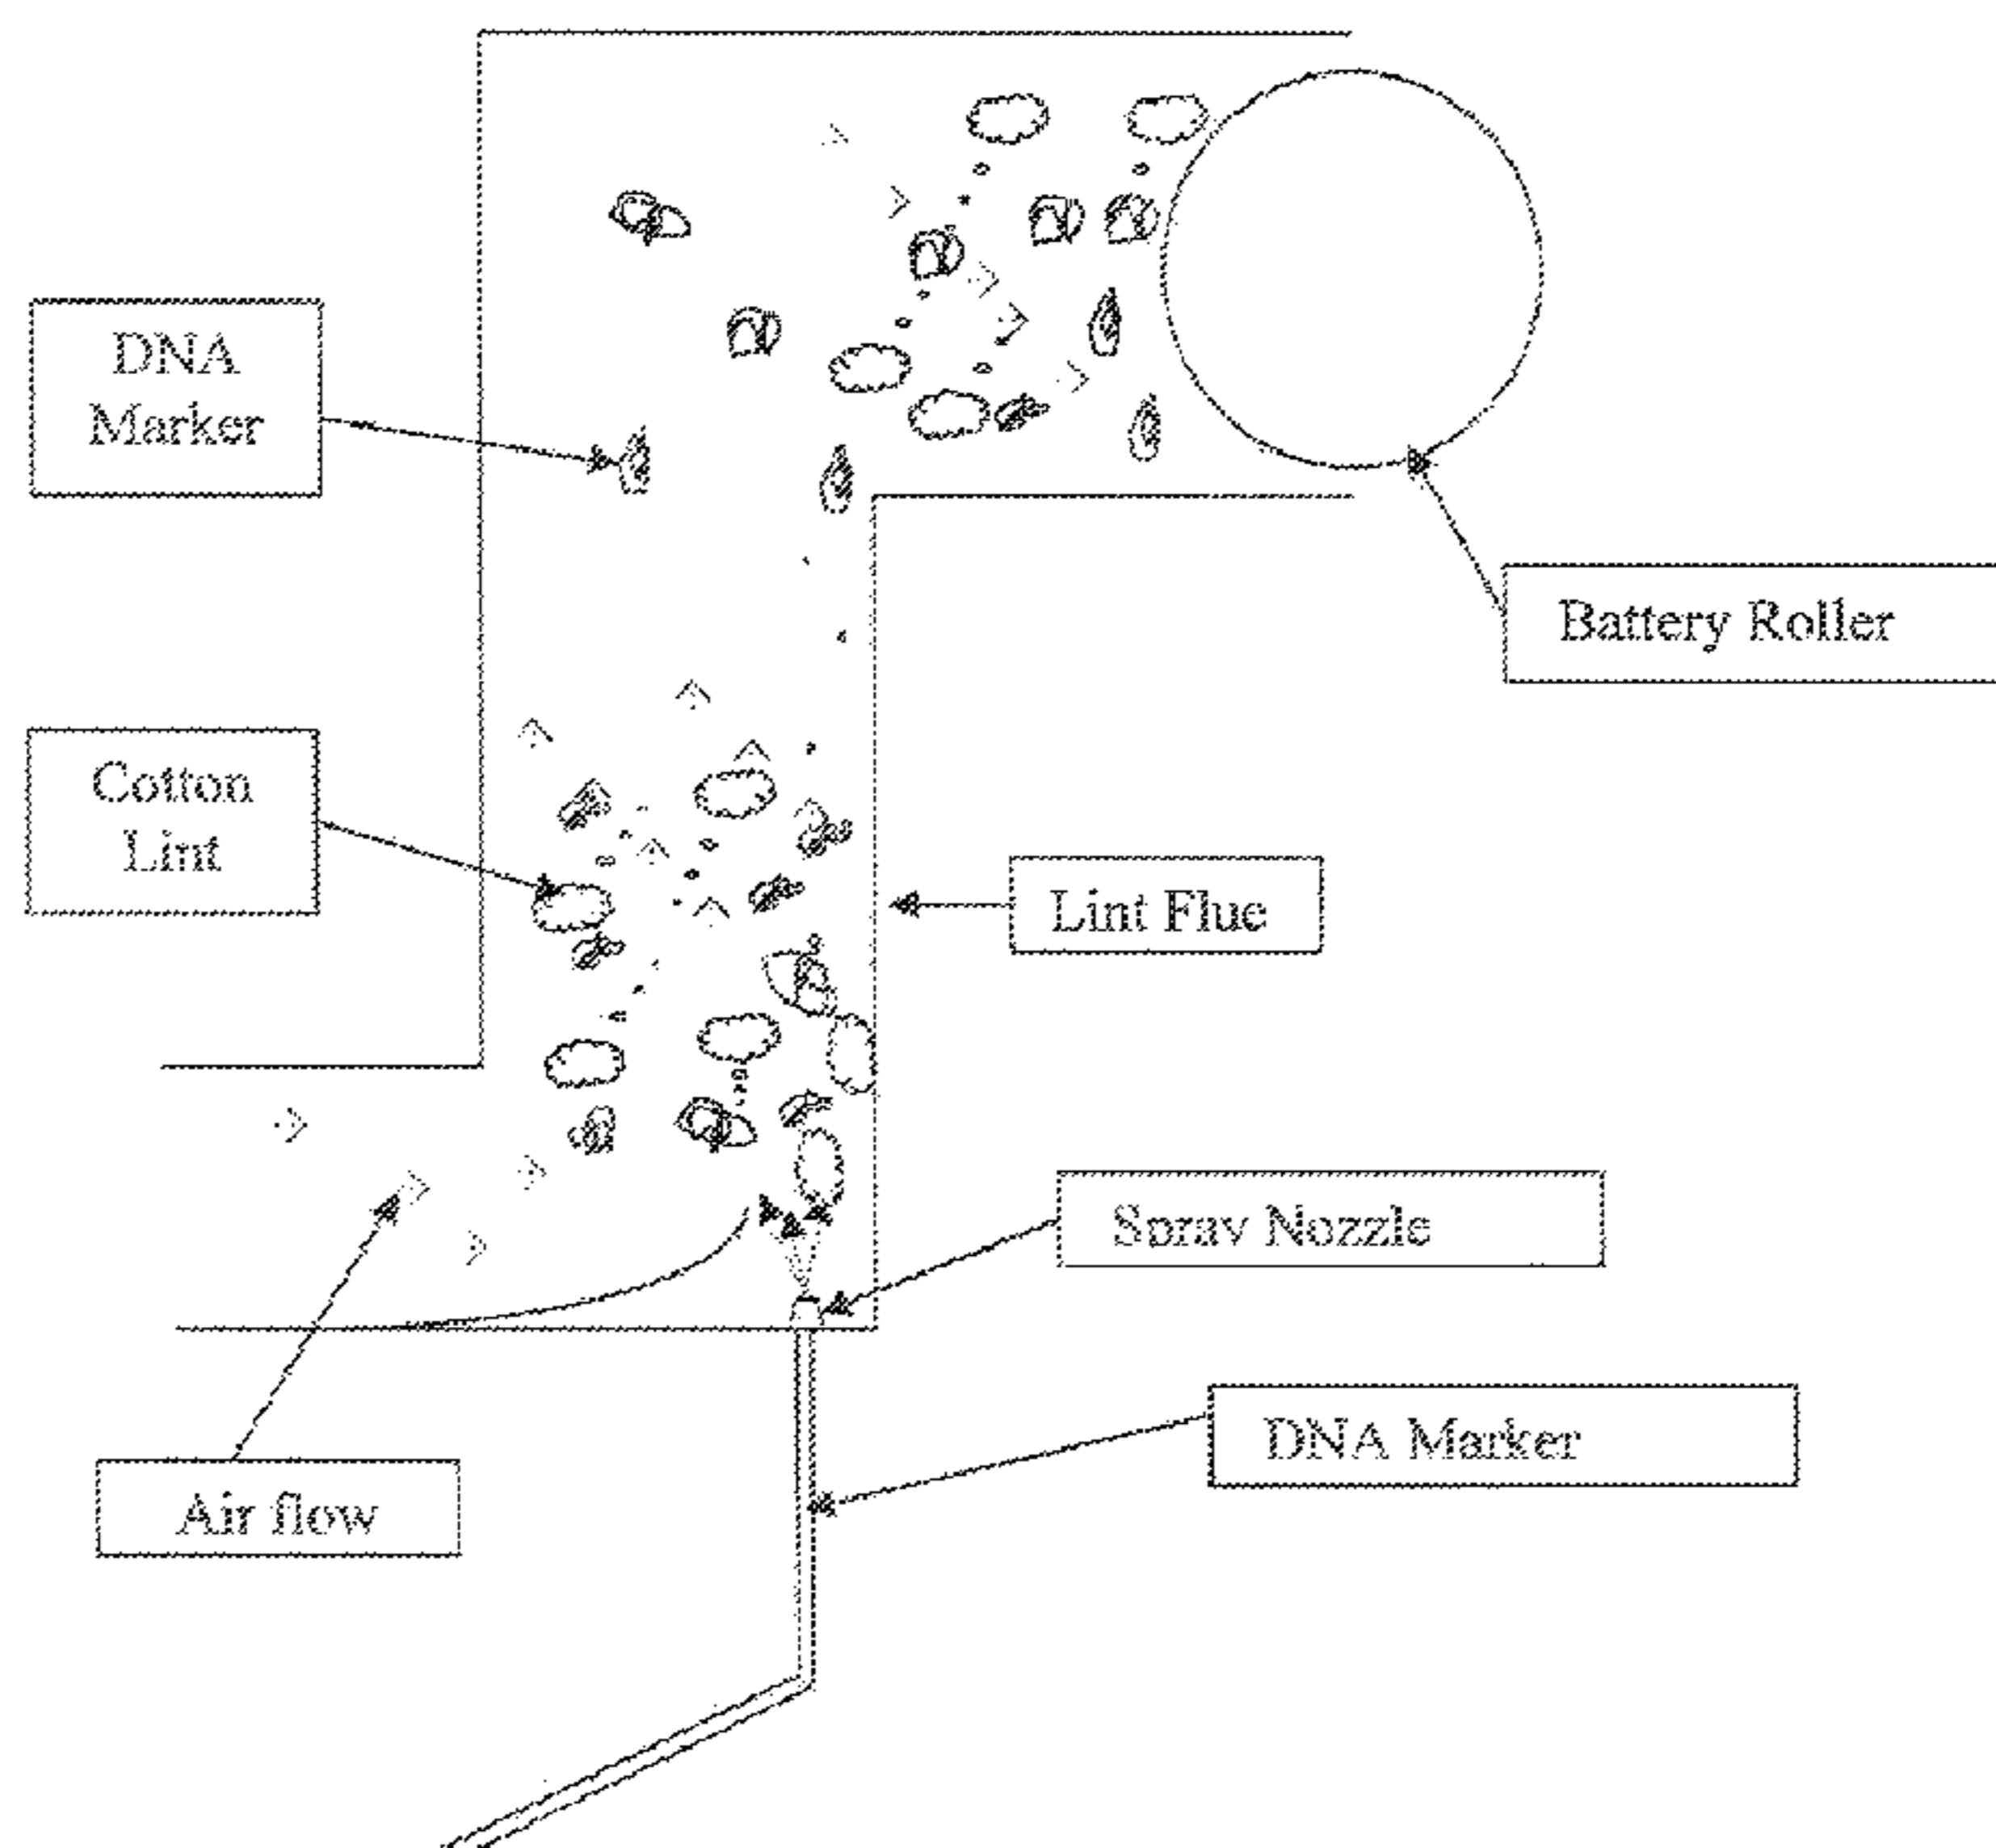 DNA
Marker
Battery Roller
Cotton
Lint
Lint Flue
Spray Nozzle
DNA Marker
Air flow